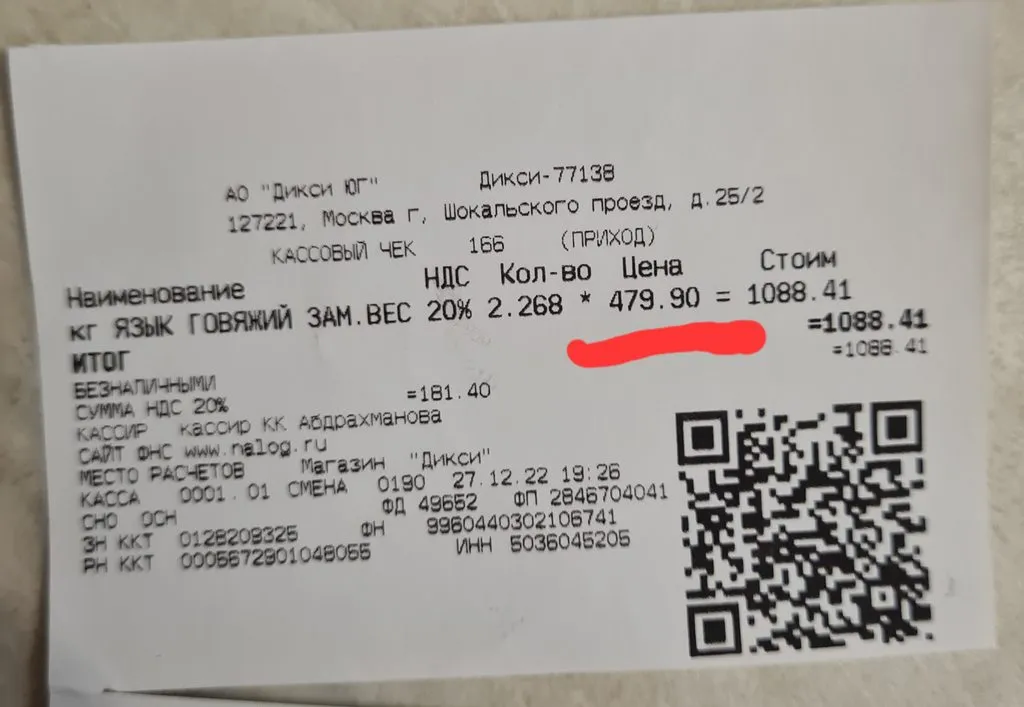 АО "Дикси ЮГ" Дикси-77138
127221, Москва г, Шокальского проезд, д.25/2
КАССОВЫЙ ЧЕК 166 (ПРИХОД)
Наименование НДС Кол-во Цена Стоим
кг ЯЗЫК ГОВЯЖИЙ ЗАМ.ВЕС 20% 2.268 * 479.90 = 1088.41
ИТОГ =1088.41
БЕЗНАЛИЧНЫМИ =1088.41
СУММА НДС 20% =181.40
КАССИР кассир КК Абдрахманова
САЙТ ФНС www.nalog.ru
МЕСТО РАСЧЕТОВ Магазин "Дикси"
КАССА 0001.01 СМЕНА 0190 27.12.22 19:26
СНО ОСН ФД 49652 ФП 2846704041
ЗН ККТ 0128209325 ФН 9960440302106741
РН ККТ 0005672901048055 ИНН 5036045205